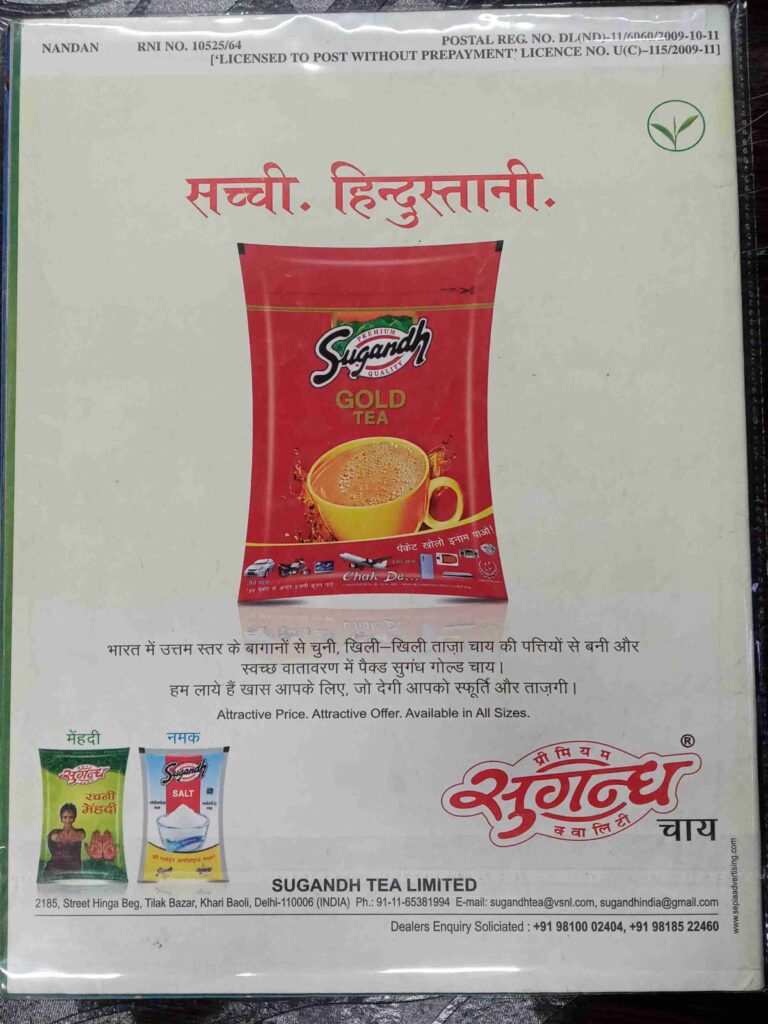 NANDAN RNI NO. 10525/64 POSTAL REG. NO. DL(ND)-11/6060/2009-10-11
['LICENSED TO POST WITHOUT PREPAYMENT' LICENCE NO. U(C)–115/2009-11]
सच्ची. हिन्दुस्तानी.
PREMIUM
Sugandh
QUALITY
GOLD
TEA
पैकेट खोलो इनाम पाओ!
Chak De...
भारत में उत्तम स्तर के बागानों से चुनी, खिली–खिली ताज़ा चाय की पत्तियों से बनी और
स्वच्छ वातावरण में पैक्ड सुगंध गोल्ड चाय।
हम लाये हैं खास आपके लिए, जो देगी आपको स्फूर्ति और ताज़गी।
Attractive Price. Attractive Offer. Available in All Sizes.
मेंहदी नमक
सुगन्ध
रचनी
मेंहदी
Sugandh
SALT
प्रीमियम
सुगन्ध ®
क्वालिटी
चाय
SUGANDH TEA LIMITED
2185, Street Hinga Beg, Tilak Bazar, Khari Baoli, Delhi-110006 (INDIA) Ph.: 91-11-65381994 E-mail: sugandhtea@vsnl.com, sugandhindia@gmail.com
Dealers Enquiry Soliciated : +91 98100 02404, +91 98185 22460
www.sepiaadvertising.com